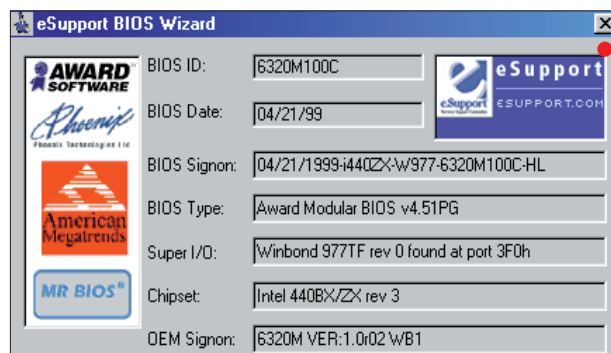 eSupport BIOS Wizard
AWARD
SOFTWARE
Phoenix
Phoenix Technologies Ltd
American
Megatrends
MR BIOS®
BIOS ID:
6320M100C
BIOS Date:
04/21/99
eSupport
eSupport
ESUPPORT.COM
BIOS Signon:
04/21/1999-i440ZX-W977-6320M100C-HL
BIOS Type:
Award Modular BIOS v4.51PG
Super I/O:
Winbond 977TF rev 0 found at port 3F0h
Chipset:
Intel 440BX/ZX rev 3
OEM Signon:
6320M VER:1.0r02 WB1